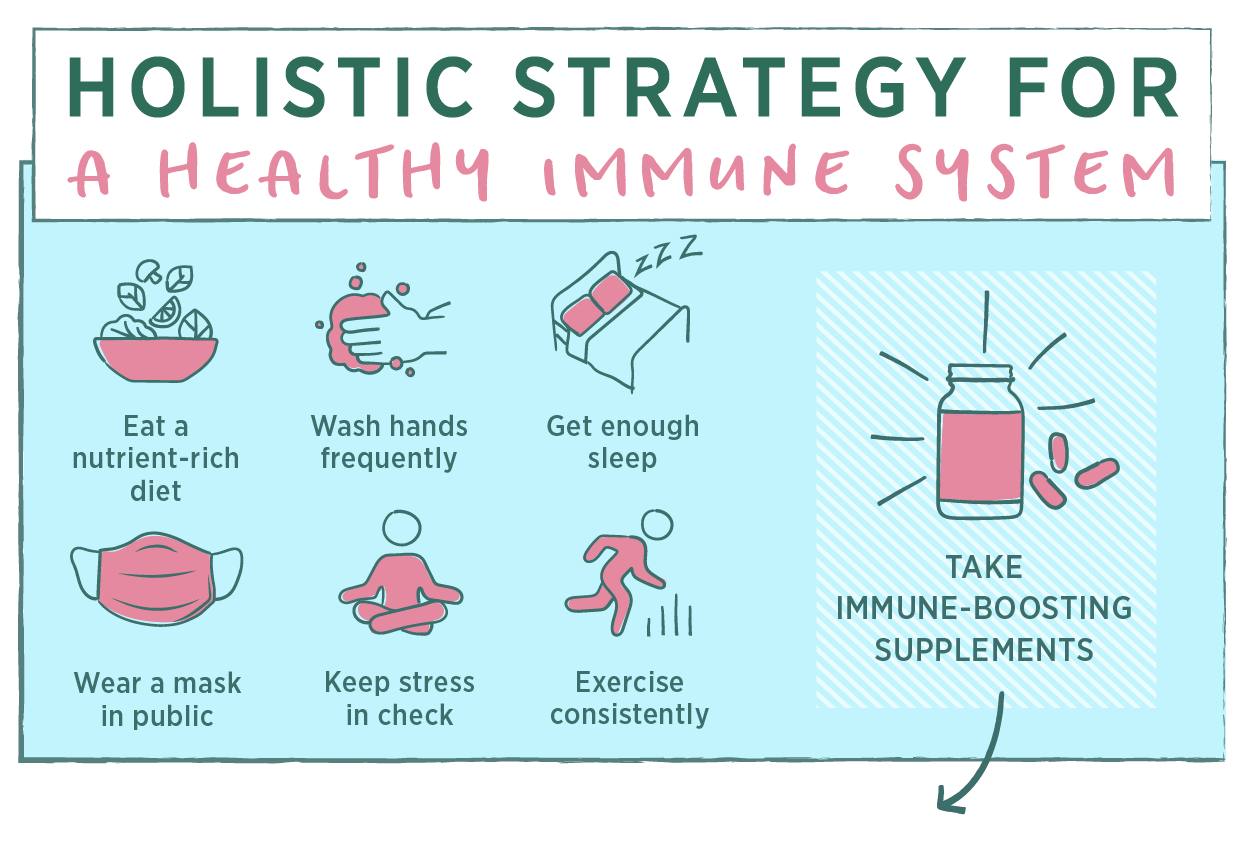 HOLISTIC STRATEGY FOR
A HEALTHY IMMUNE SYSTEM
zzZ
Eat a
nutrient-rich
diet
Wash hands
frequently
Get enough
sleep
Wear a mask
in public
Keep stress
in check
Exercise
consistently
TAKE
IMMUNE-BOOSTING
SUPPLEMENTS